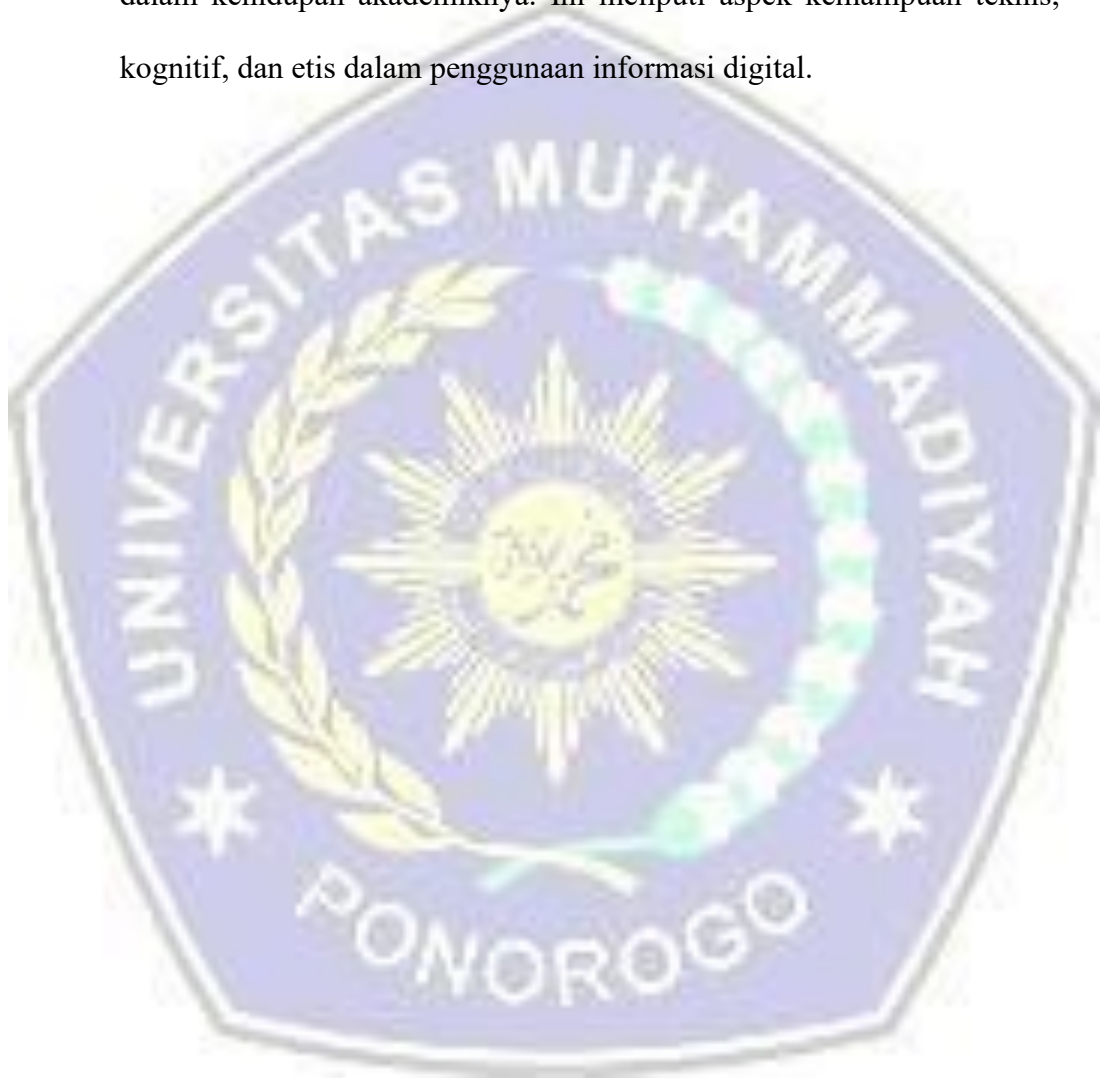 dalam kehidupan akademiknya. Ini meliputi aspek kemampuan teknis,
kognitif, dan etis dalam penggunaan informasi digital.
UNIVERSITAS MUHAMMADIYAH
PONOROGO